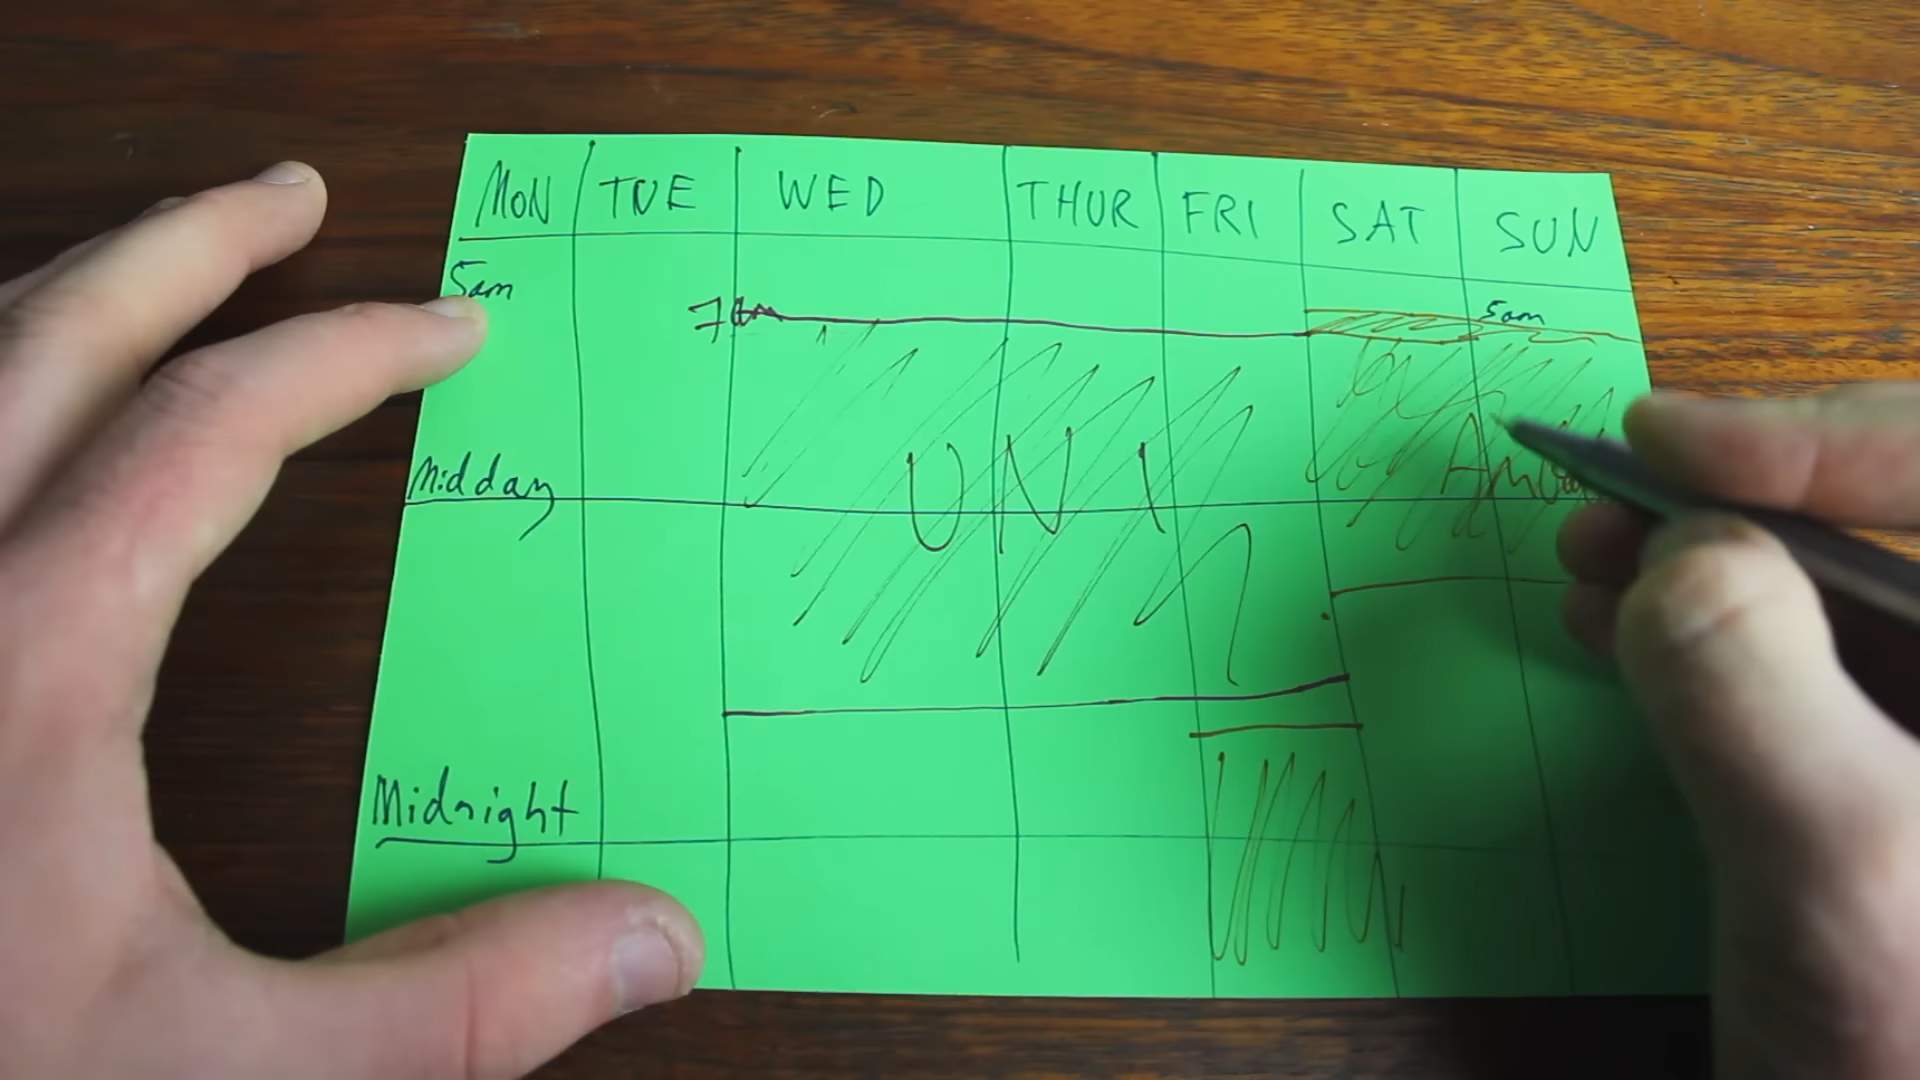 MON TUE WED THUR FRI SAT SUN
5am
7am
5am
Midday
UNI
Midnight